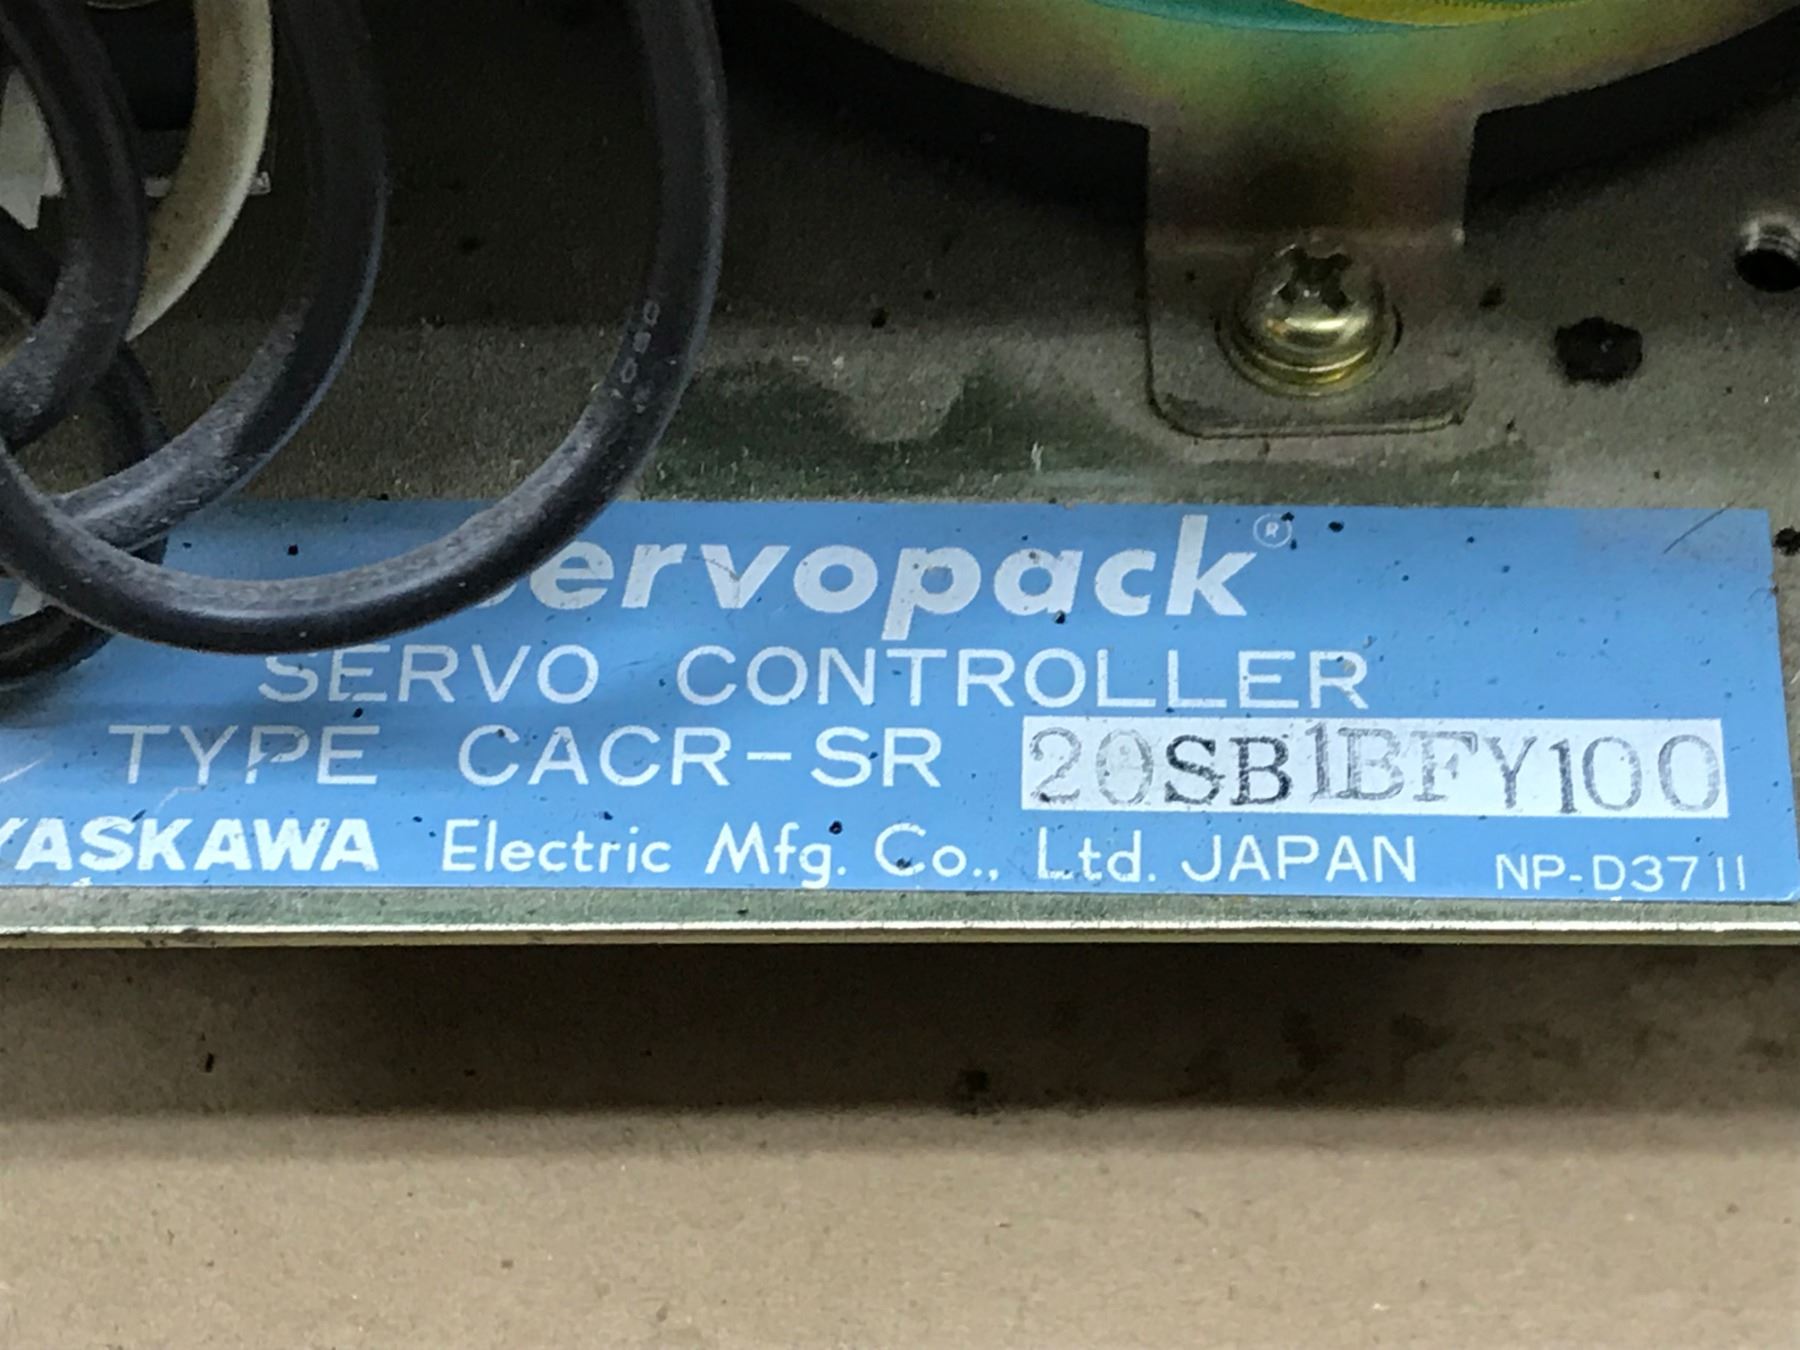 Servopack®
SERVO CONTROLLER
TYPE CACR-SR 20SB1BFY100
YASKAWA Electric Mfg. Co., Ltd. JAPAN NP-D3711